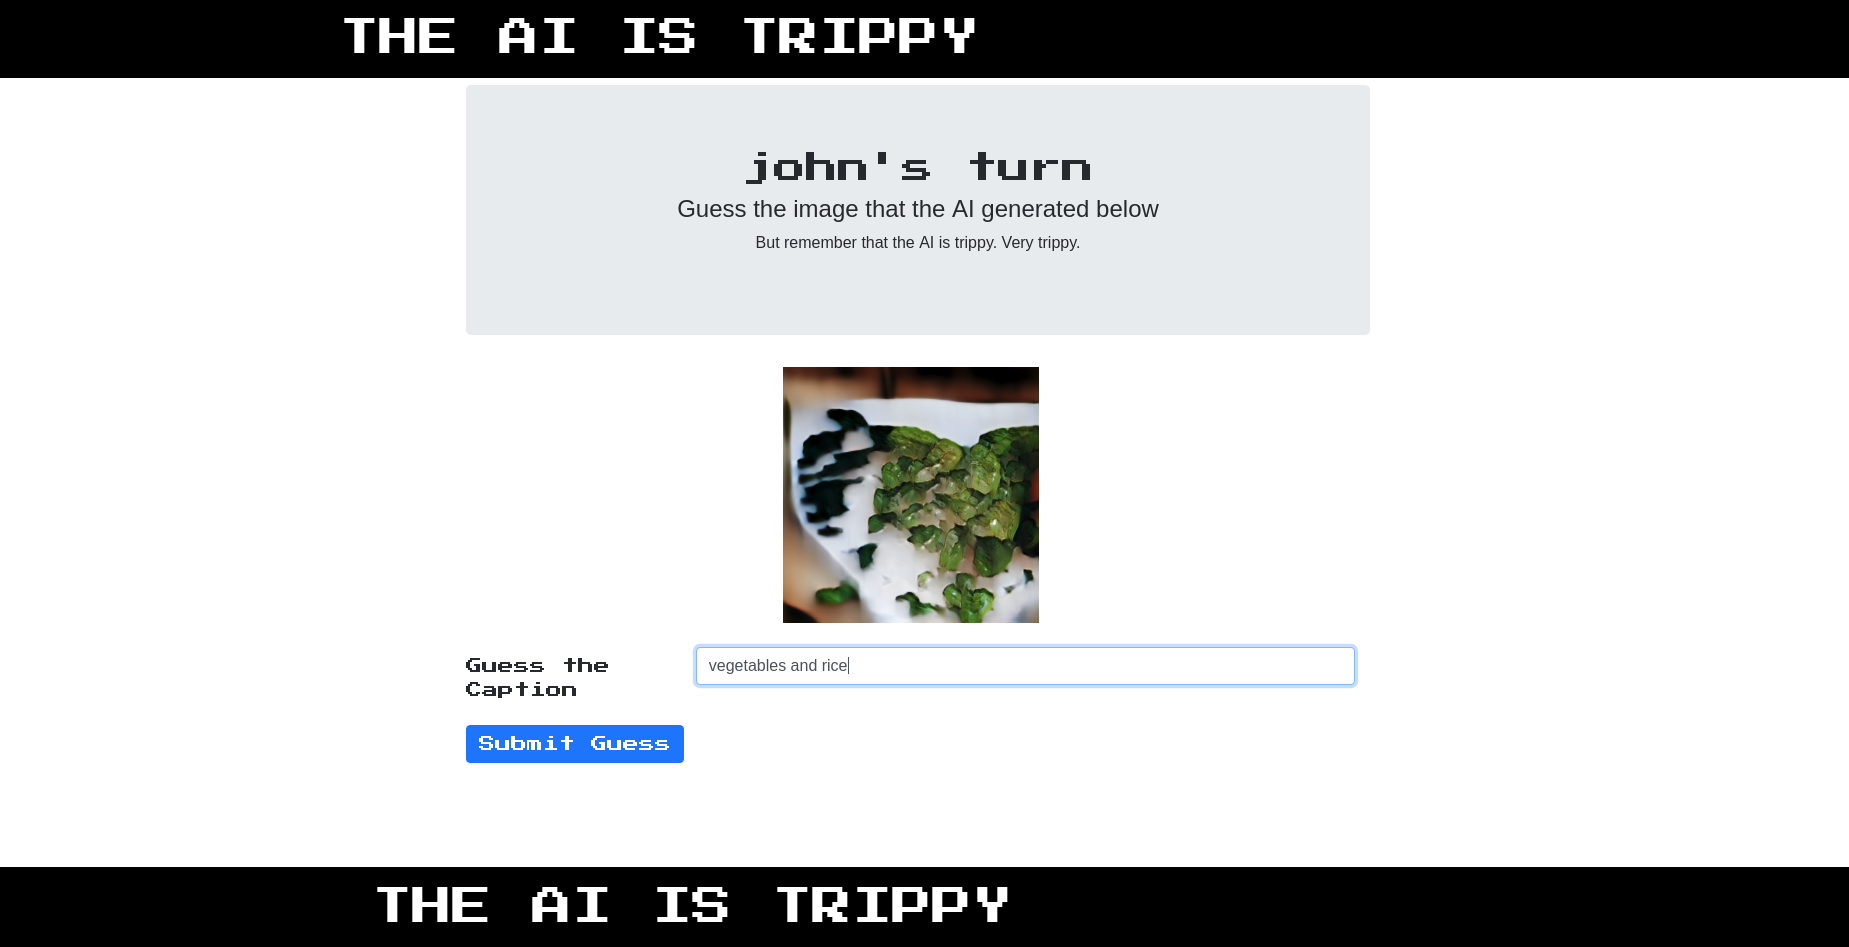 THE AI IS TRIPPY
john's turn
Guess the image that the AI generated below
But remember that the AI is trippy. Very trippy.
Guess the
Caption
vegetables and rice
Submit Guess
THE AI IS TRIPPY